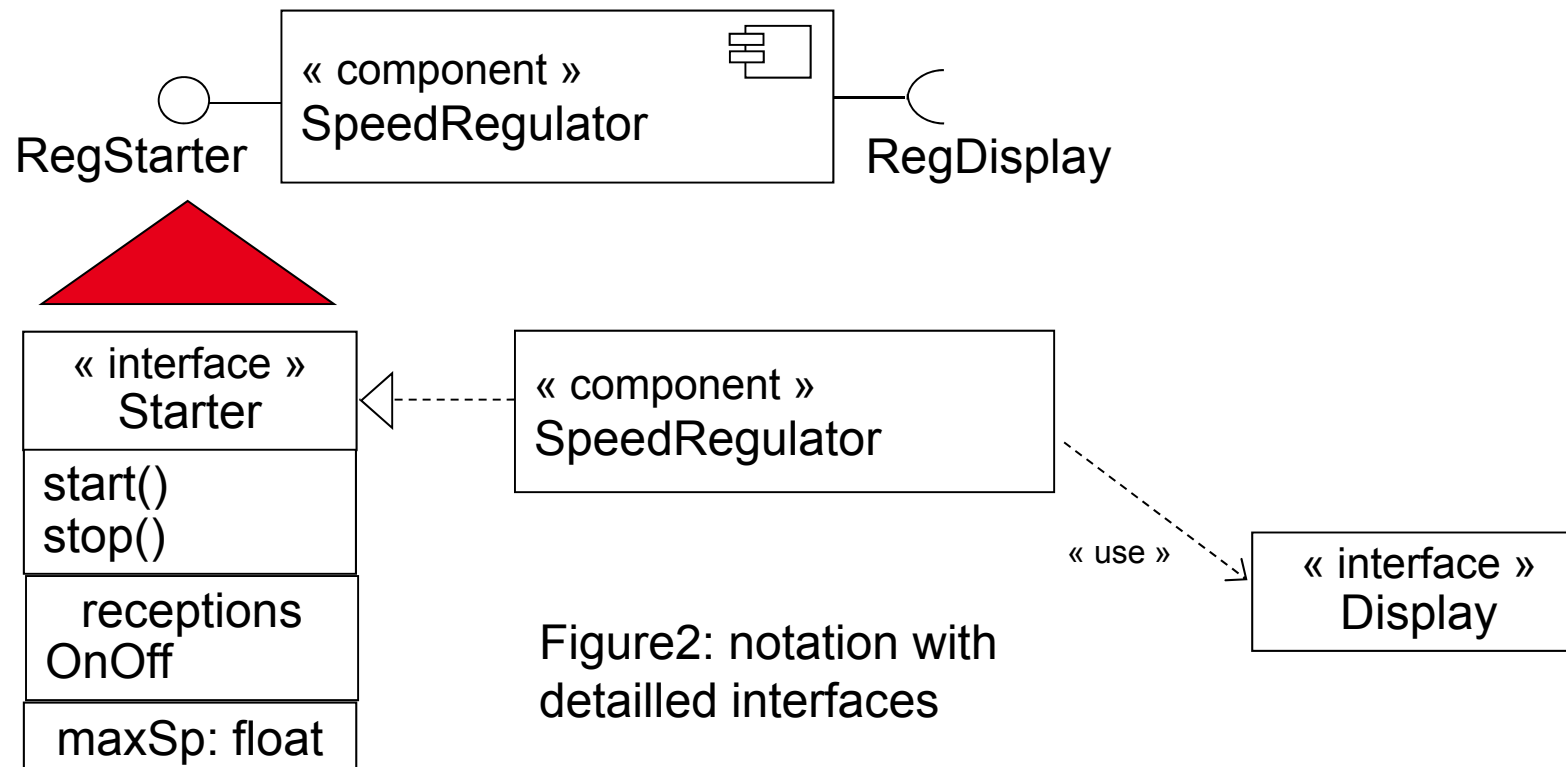 « component »
SpeedRegulator
RegStarter
RegDisplay
« interface »
Starter
start()
stop()
receptions
OnOff
maxSp: float
« component »
SpeedRegulator
« use »
« interface »
Display
Figure2: notation with
detailled interfaces